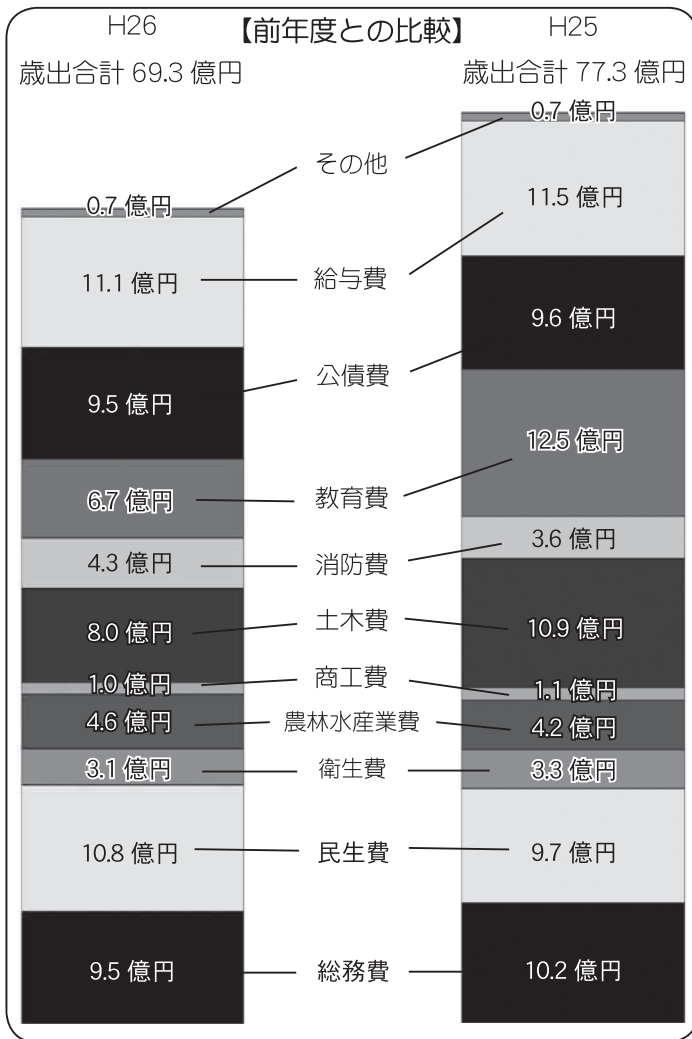 H26 【前年度との比較】 H25
歳出合計 69.3 億円 歳出合計 77.3 億円
0.7 億円
その他
0.7 億円
11.5 億円
11.1 億円 給与費
9.6 億円
公債費
9.5 億円
12.5 億円
6.7 億円 教育費
3.6 億円
4.3 億円 消防費
8.0 億円 土木費 10.9 億円
1.0 億円 商工費 1.1 億円
4.6 億円 農林水産業費 4.2 億円
3.1 億円 衛生費 3.3 億円
10.8 億円 民生費 9.7 億円
9.5 億円 総務費 10.2 億円